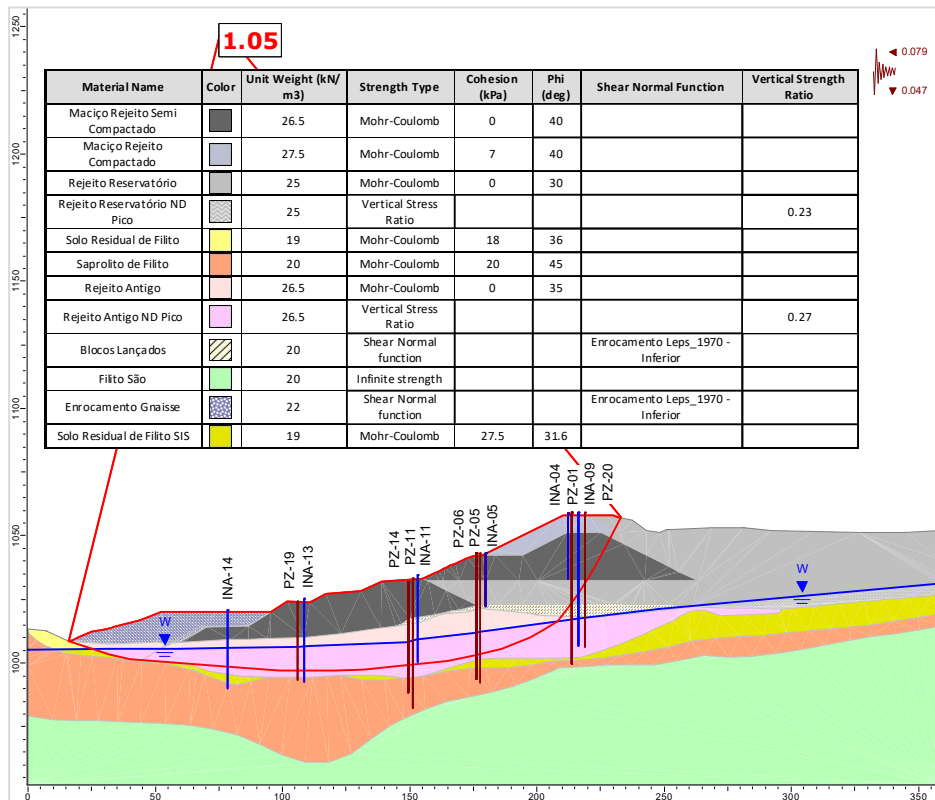 1250
1.05
0.079
0.047
Material Name Color Unit Weight (kN/m3) Strength Type Cohesion (kPa) Phi (deg) Shear Normal Function Vertical Strength Ratio
Maciço Rejeito Semi Compactado 26.5 Mohr-Coulomb 0 40
Maciço Rejeito Compactado 27.5 Mohr-Coulomb 7 40
Rejeito Reservatório 25 Mohr-Coulomb 0 30
Rejeito Reservatório ND Pico 25 Vertical Stress Ratio 0.23
Solo Residual de Filito 19 Mohr-Coulomb 18 36
Saprolito de Filito 20 Mohr-Coulomb 20 45
Rejeito Antigo 26.5 Mohr-Coulomb 0 35
Rejeito Antigo ND Pico 26.5 Vertical Stress Ratio 0.27
Blocos Lançados 20 Shear Normal function Enrocamento Leps_1970 - Inferior
Filito São 20 Infinite strength
Enrocamento Gnaisse 22 Shear Normal function Enrocamento Leps_1970 - Inferior
Solo Residual de Filito SIS 19 Mohr-Coulomb 27.5 31.6
1200
1150
1100
1050
1000
INA-14
PZ-19
INA-13
PZ-14
PZ-11
INA-11
PZ-06
PZ-05
INA-05
INA-04
PZ-01
INA-09
PZ-20
W
W
0 50 100 150 200 250 300 350